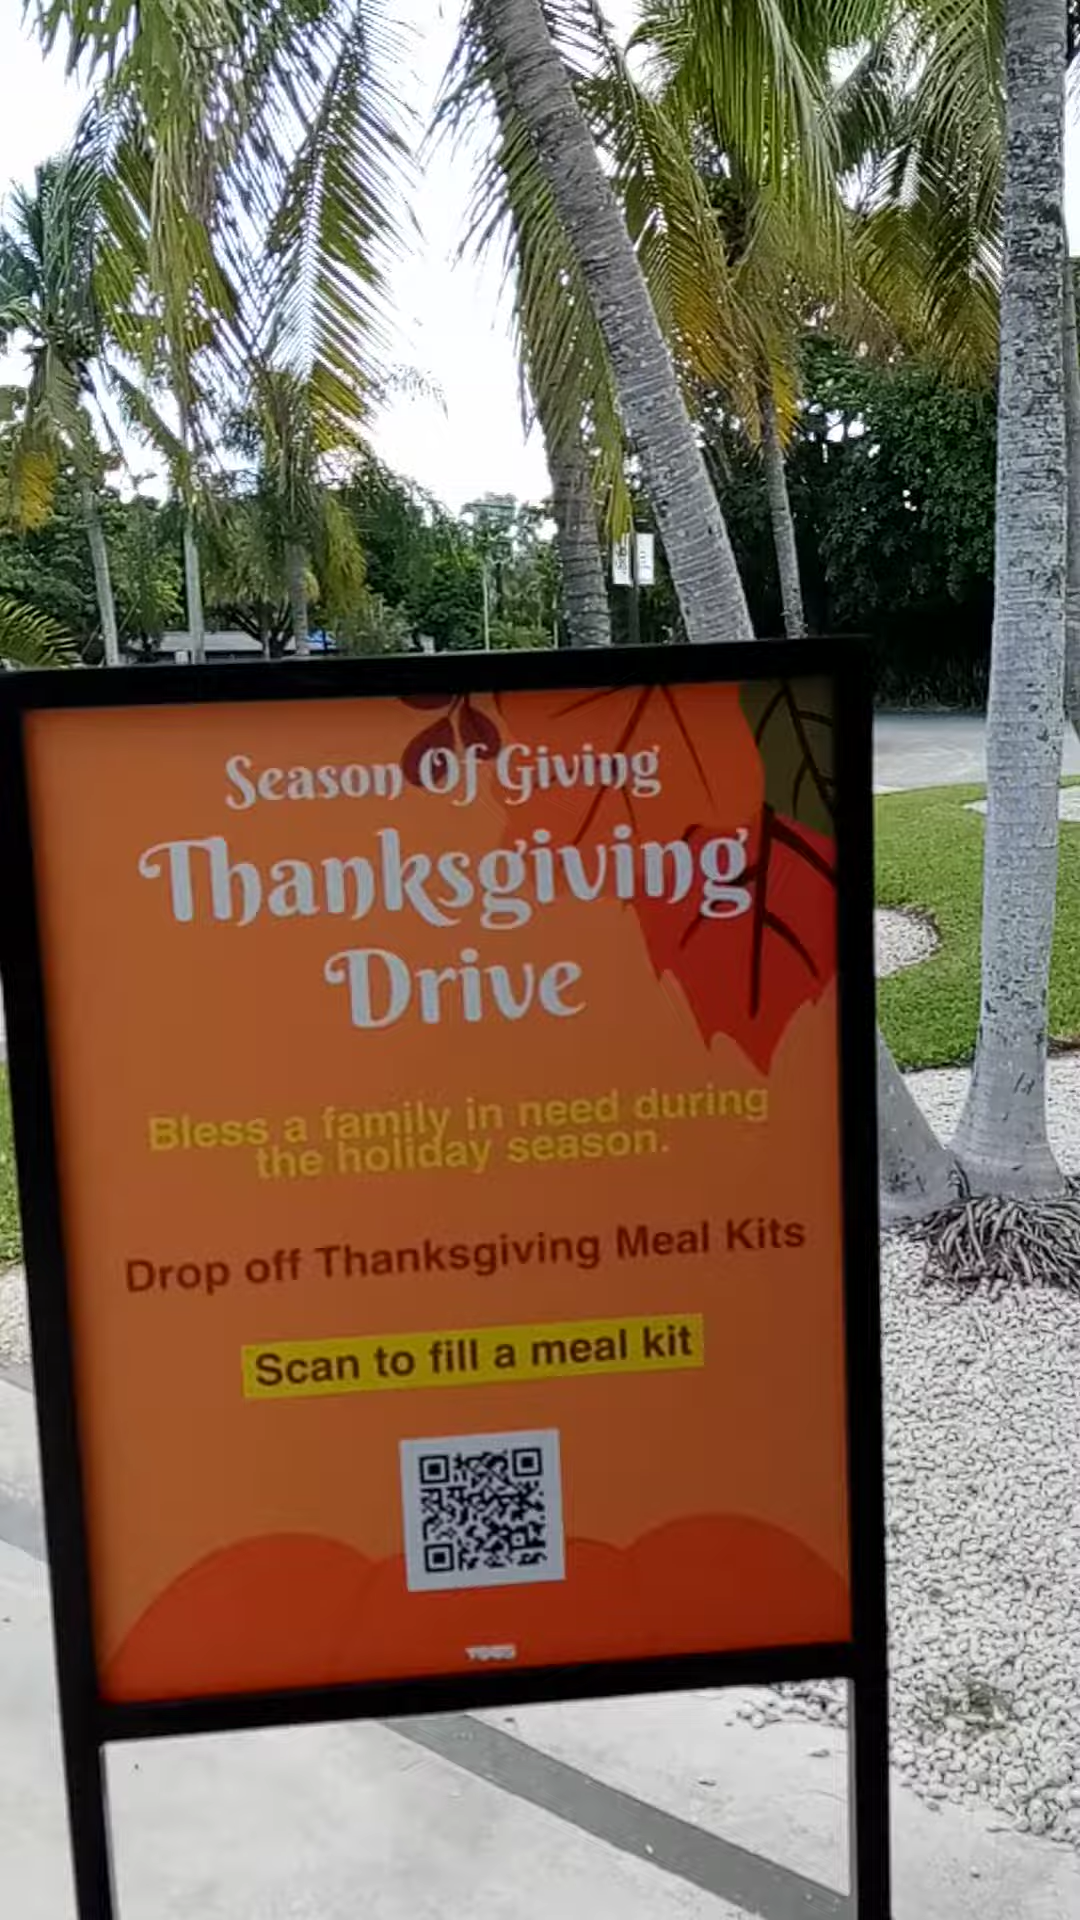 Season Of Giving
Thanksgiving
Drive
Bless a family in need during
the holiday season.
Drop off Thanksgiving Meal Kits
Scan to fill a meal kit